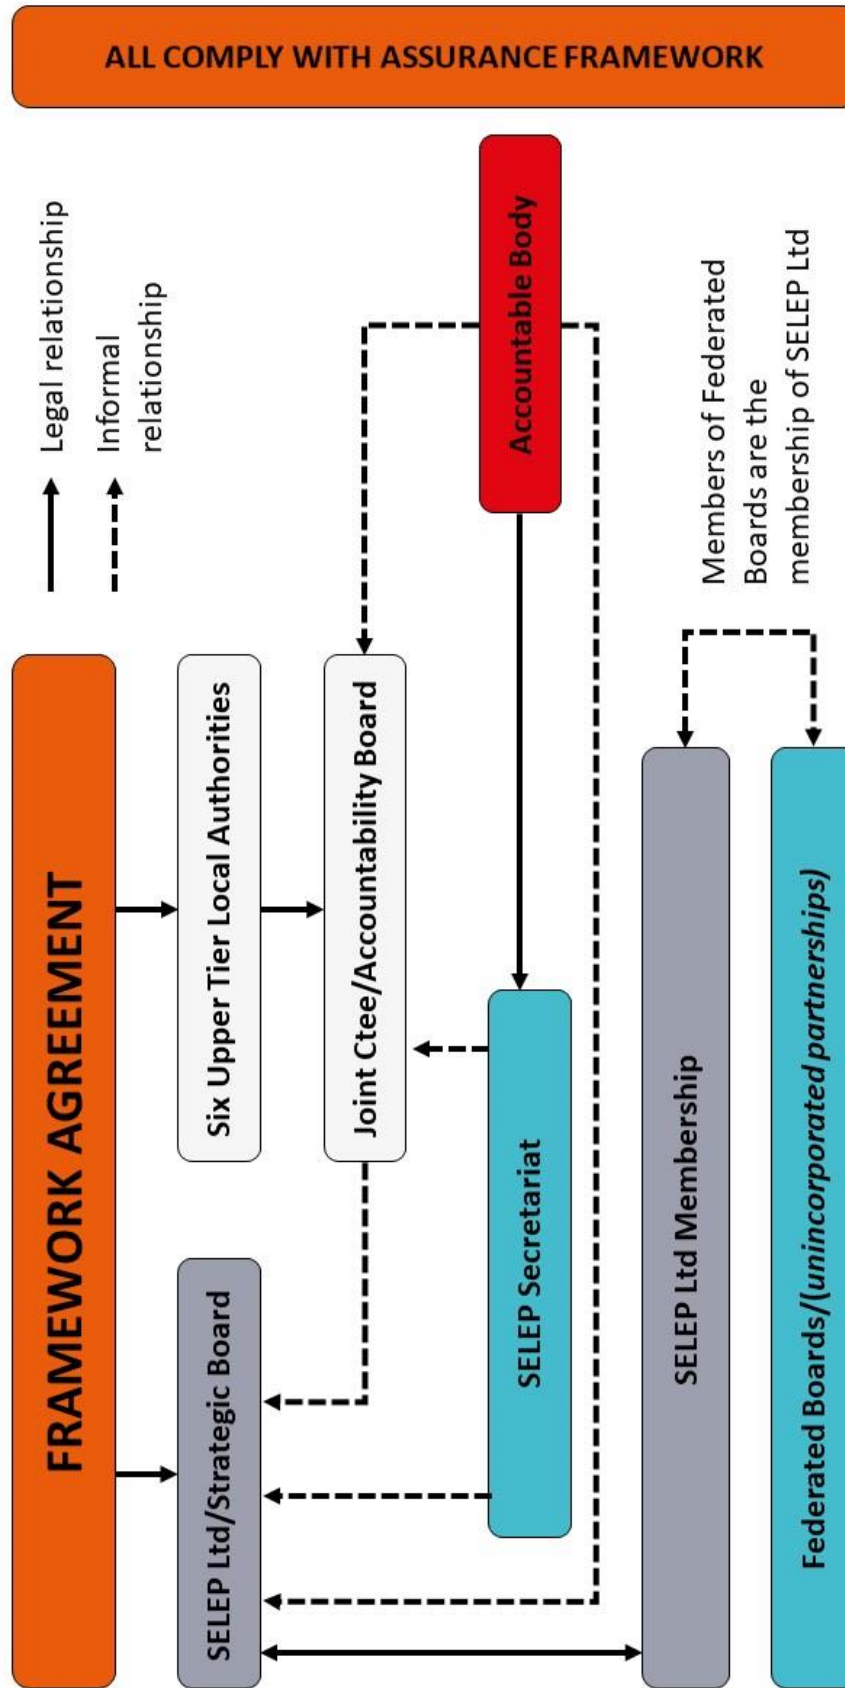 ALL COMPLY WITH ASSURANCE FRAMEWORK
FRAMEWORK AGREEMENT
Legal relationship
Informal
relationship
SELEP Ltd/Strategic Board
Six Upper Tier Local Authorities
Joint Ctee/Accountability Board
SELEP Secretariat
Accountable Body
SELEP Ltd Membership
Members of Federated
Boards are the
membership of SELEP Ltd
Federated Boards/(unincorporated partnerships)